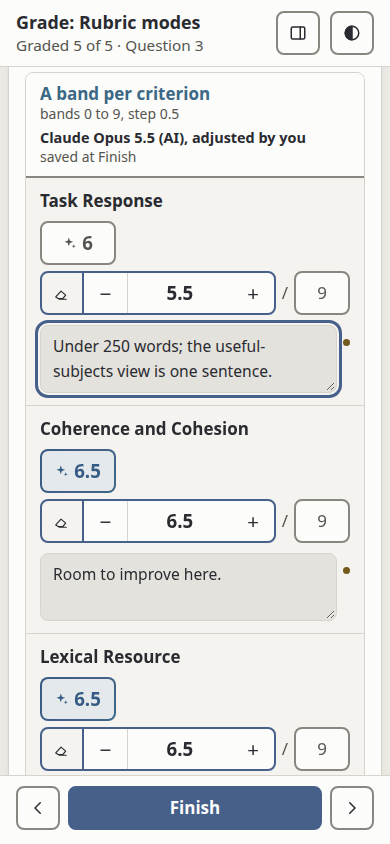 Grade: Rubric modes
Graded 5 of 5 · Question 3
A band per criterion
bands 0 to 9, step 0.5
Claude Opus 5.5 (AI), adjusted by you
saved at Finish
Task Response
6
− 5.5 + / 9
Under 250 words; the useful-
subjects view is one sentence.
Coherence and Cohesion
6.5
− 6.5 + / 9
Room to improve here.
Lexical Resource
6.5
− 6.5 + / 9
Finish